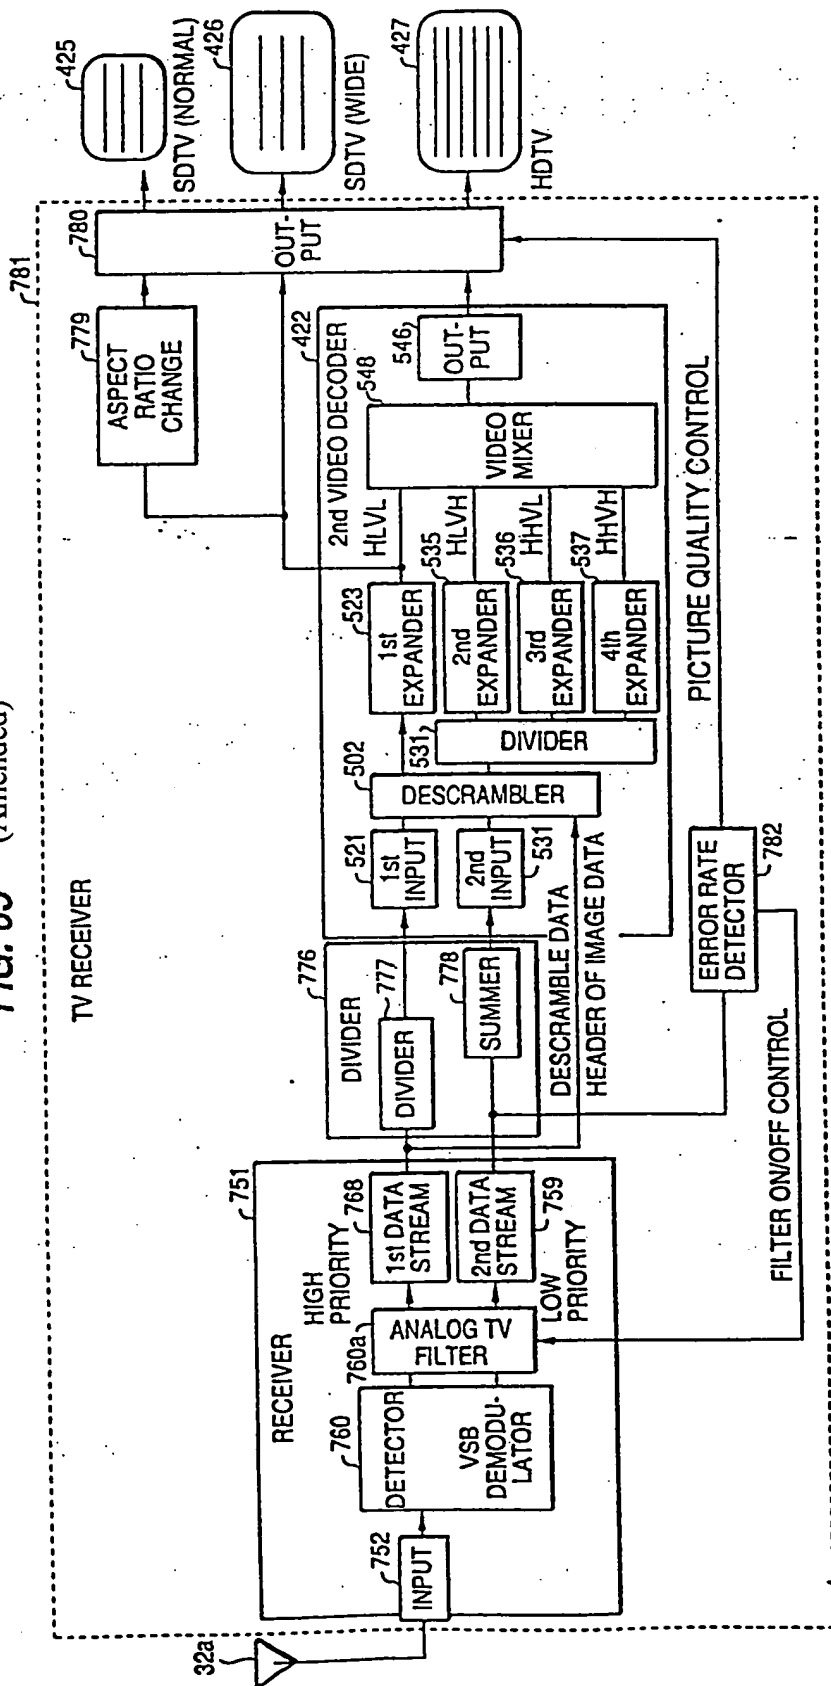 FIG.
(Amended)
TV RECEIVER
781
32a
752
INPUT
RECEIVER
751
760
DETECTOR
VSB
DEMODU-
LATOR
760a
ANALOG TV
FILTER
HIGH
PRIORITY
768
1st DATA
STREAM
2nd DATA
STREAM
759
LOW
PRIORITY
776
DIVIDER
777
DIVIDER
778
SUMMER
DESCRAMBLE DATA
HEADER OF IMAGE DATA
FILTER ON/OFF CONTROL
ERROR RATE
DETECTOR
782
PICTURE QUALITY CONTROL
2nd VIDEO DECODER
422
521
1st
INPUT
2nd
INPUT
531
502
DESCRAMBLER
531
DIVIDER
523
1st
EXPANDER
535
2nd
EXPANDER
536
3rd
EXPANDER
537
4th
EXPANDER
HLVL
HLVH
HHVL
HHVH
548
VIDEO
MIXER
546
OUT-
PUT
779
ASPECT
RATIO
CHANGE
780
OUT-
PUT
425
SDTV (NORMAL)
426
SDTV (WIDE)
427
HDTV